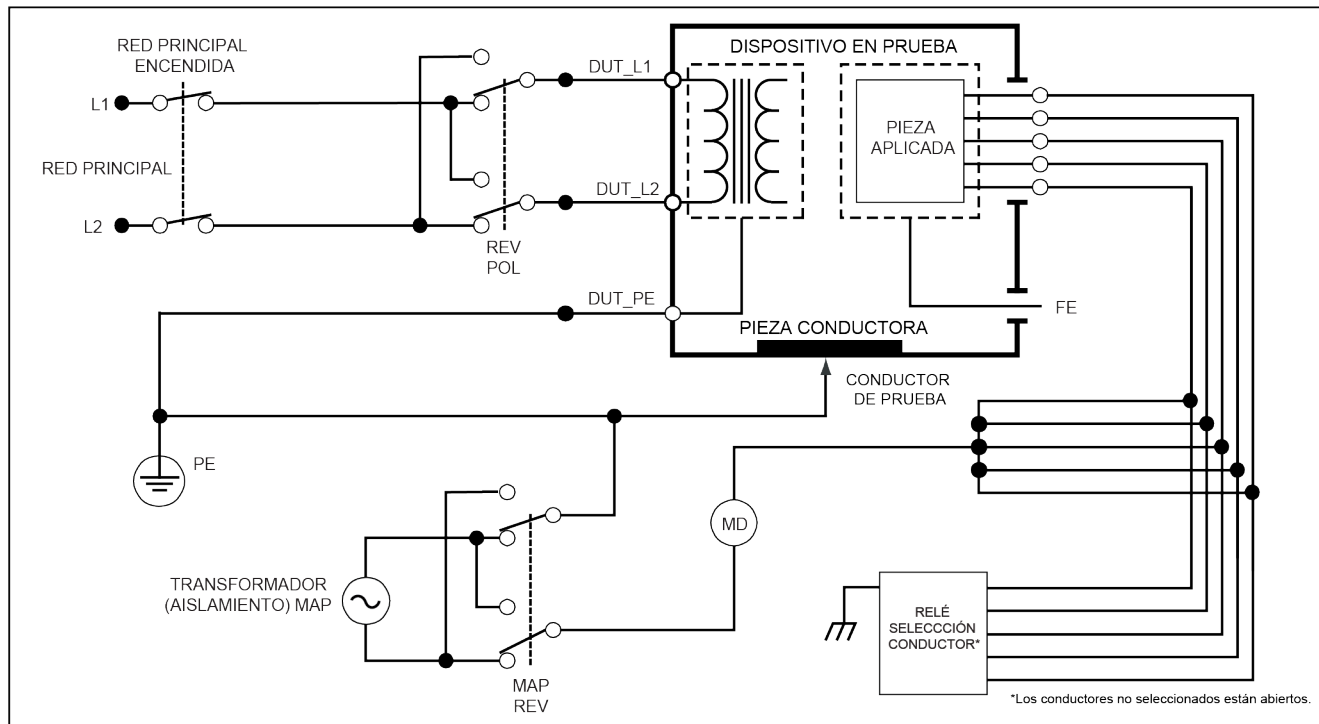 RED PRINCIPAL
ENCENDIDA
L1
RED PRINCIPAL
L2
REV
POL
DUT_L1
DUT_L2
DUT_PE
DISPOSITIVO EN PRUEBA
PIEZA
APLICADA
FE
PIEZA CONDUCTORA
CONDUCTOR
DE PRUEBA
PE
MD
TRANSFORMADOR
(AISLAMIENTO) MAP
MAP
REV
RELÉ
SELECCCIÓN
CONDUCTOR*
*Los conductores no seleccionados están abiertos.